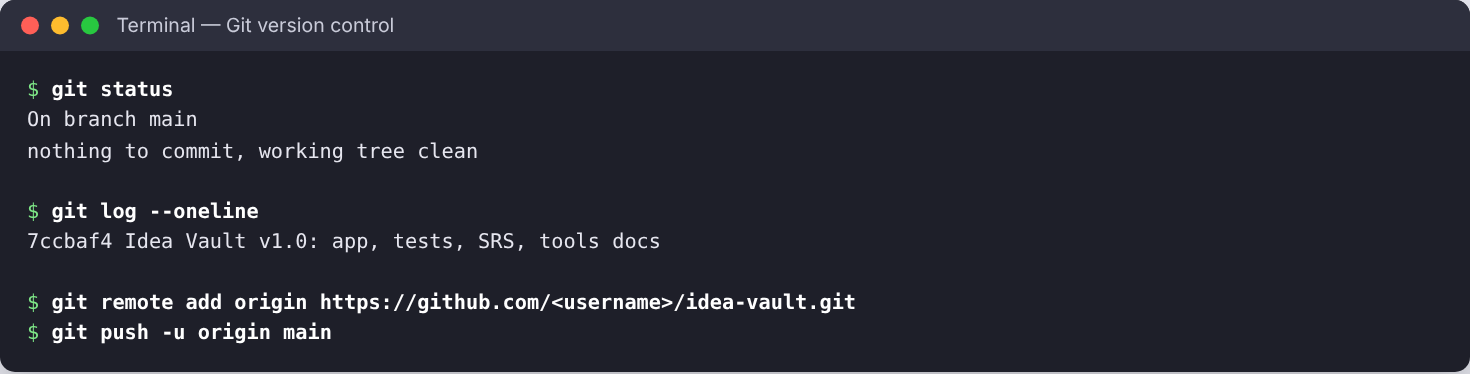 Terminal — Git version control
$ git status
On branch main
nothing to commit, working tree clean
$ git log --oneline
7ccbaf4 Idea Vault v1.0: app, tests, SRS, tools docs
$ git remote add origin https://github.com/<username>/idea-vault.git
$ git push -u origin main